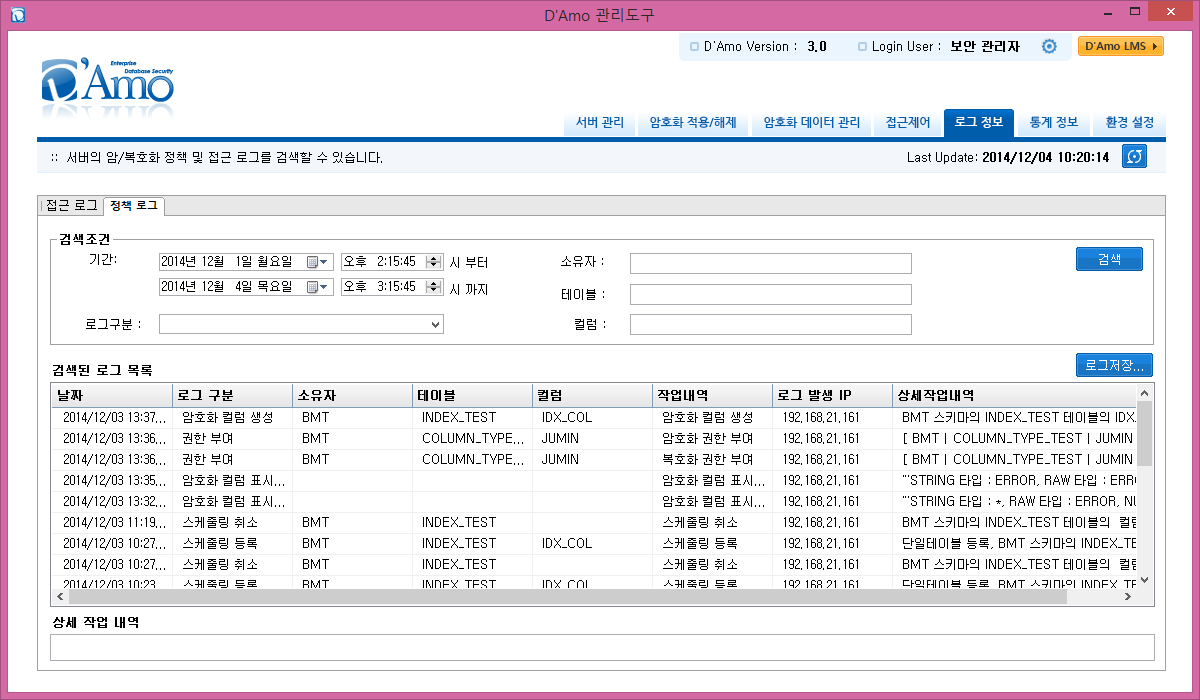 D'Amo 관리도구
D'Amo Version : 3.0 Login User : 보안 관리자 D'Amo LMS
Enterprise
Database Security
D'Amo
서버 관리 암호화 적용/해제 암호화 데이터 관리 접근제어 로그 정보 통계 정보 환경 설정
:: 서버의 암/복호화 정책 및 접근 로그를 검색할 수 있습니다. Last Update: 2014/12/04 10:20:14
접근 로그 정책 로그
검색조건
기간: 2014년 12월 1일 월요일 오후 2:15:45 시 부터 소유자 : 검색
2014년 12월 4일 목요일 오후 3:15:45 시 까지 테이블 :
로그구분 : 컬럼 :
검색된 로그 목록 로그저장...
날짜 로그 구분 소유자 테이블 컬럼 작업내역 로그 발생 IP 상세작업내역
2014/12/03 13:37... 암호화 컬럼 생성 BMT INDEX_TEST IDX_COL 암호화 컬럼 생성 192.168.21.161 BMT 스키마의 INDEX_TEST 테이블의 IDX_
2014/12/03 13:36... 권한 부여 BMT COLUMN_TYPE... JUMIN 암호화 권한 부여 192.168.21.161 [ BMT | COLUMN_TYPE_TEST | JUMIN
2014/12/03 13:36... 권한 부여 BMT COLUMN_TYPE... JUMIN 복호화 권한 부여 192.168.21.161 [ BMT | COLUMN_TYPE_TEST | JUMIN
2014/12/03 13:35... 암호화 컬럼 표시... 암호화 컬럼 표시... 192.168.21.161 "'STRING 타입 : ERROR, RAW 타입 : ERR
2014/12/03 13:32... 암호화 컬럼 표시... 암호화 컬럼 표시... 192.168.21.161 "'STRING 타입 : *, RAW 타입 : ERROR, NU
2014/12/03 11:19... 스케줄링 취소 BMT INDEX_TEST 스케줄링 취소 192.168.21.161 BMT 스키마의 INDEX_TEST 테이블의 컬럼
2014/12/03 10:27... 스케줄링 등록 BMT INDEX_TEST IDX_COL 스케줄링 등록 192.168.21.161 단일테이블 등록, BMT 스키마의 INDEX_TE
2014/12/03 10:27... 스케줄링 취소 BMT INDEX_TEST 스케줄링 취소 192.168.21.161 BMT 스키마의 INDEX_TEST 테이블의 컬럼
2014/12/03 10:23... 스케줄링 등록 BMT INDEX_TEST IDX_COL 스케줄링 등록 192.168.21.161 단일테이블 등록, BMT 스키마의 INDEX_TE
상세 작업 내역